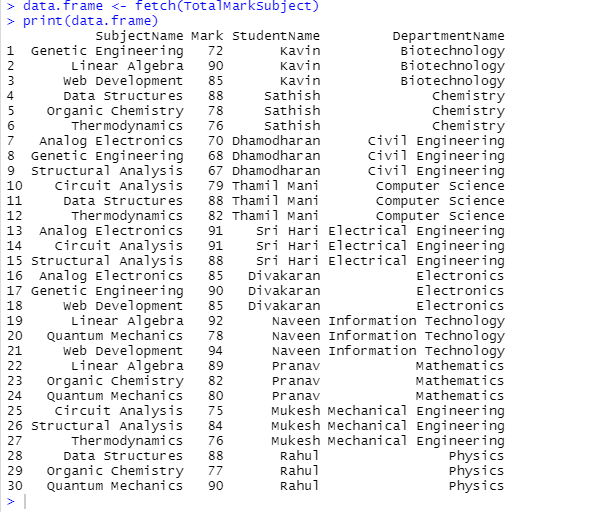 > data.frame <- fetch(TotalMarkSubject)
> print(data.frame)
SubjectName Mark StudentName DepartmentName
1 Genetic Engineering 72 Kavin Biotechnology
2 Linear Algebra 90 Kavin Biotechnology
3 Web Development 85 Kavin Biotechnology
4 Data Structures 88 Sathish Chemistry
5 Organic Chemistry 78 Sathish Chemistry
6 Thermodynamics 76 Sathish Chemistry
7 Analog Electronics 70 Dhamodharan Civil Engineering
8 Genetic Engineering 68 Dhamodharan Civil Engineering
9 Structural Analysis 67 Dhamodharan Civil Engineering
10 Circuit Analysis 79 Thamil Mani Computer Science
11 Data Structures 88 Thamil Mani Computer Science
12 Thermodynamics 82 Thamil Mani Computer Science
13 Analog Electronics 91 Sri Hari Electrical Engineering
14 Circuit Analysis 91 Sri Hari Electrical Engineering
15 Structural Analysis 88 Sri Hari Electrical Engineering
16 Analog Electronics 85 Divakaran Electronics
17 Genetic Engineering 90 Divakaran Electronics
18 Web Development 85 Divakaran Electronics
19 Linear Algebra 92 Naveen Information Technology
20 Quantum Mechanics 78 Naveen Information Technology
21 Web Development 94 Naveen Information Technology
22 Linear Algebra 89 Pranav Mathematics
23 Organic Chemistry 82 Pranav Mathematics
24 Quantum Mechanics 80 Pranav Mathematics
25 Circuit Analysis 75 Mukesh Mechanical Engineering
26 Structural Analysis 84 Mukesh Mechanical Engineering
27 Thermodynamics 76 Mukesh Mechanical Engineering
28 Data Structures 88 Rahul Physics
29 Organic Chemistry 77 Rahul Physics
30 Quantum Mechanics 90 Rahul Physics
>